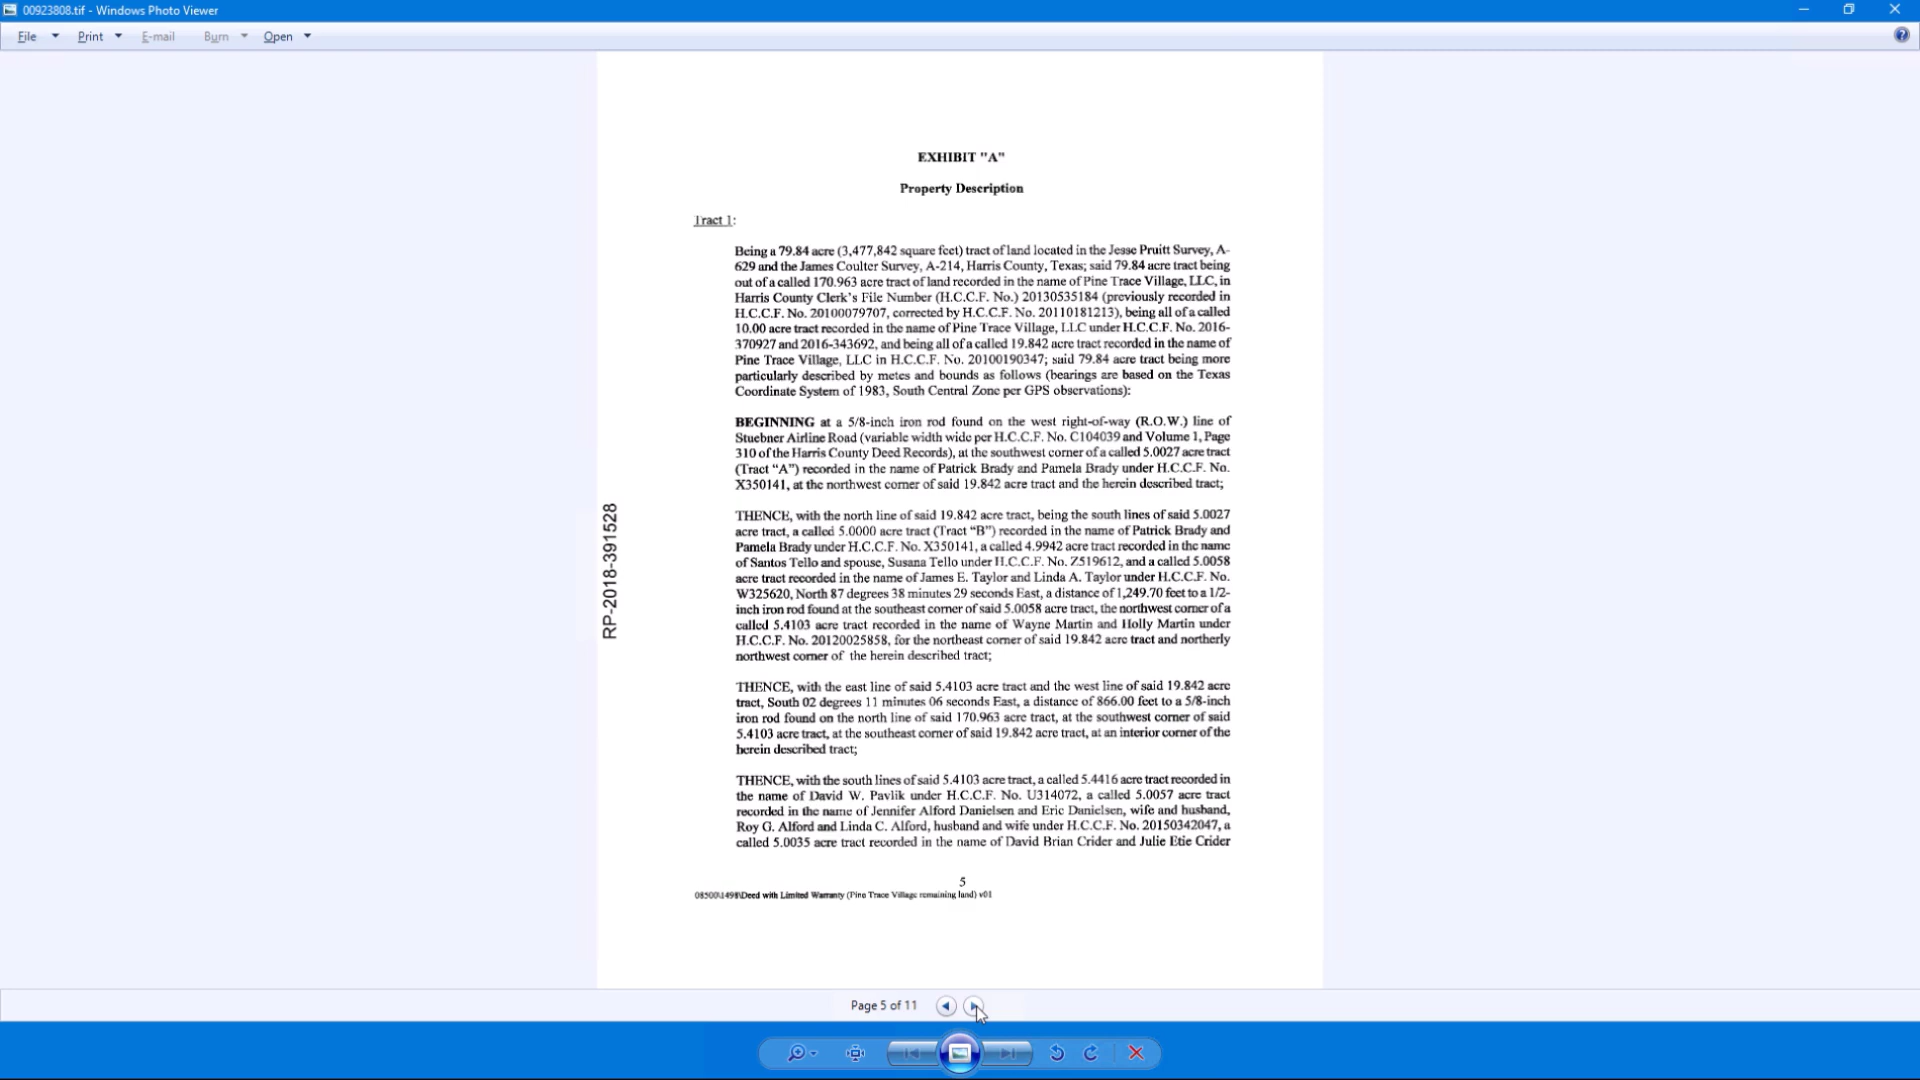 00923808.tif - Windows Photo Viewer
File Print E-mail Burn Open
EXHIBIT "A"
Property Description
Tract 1:
Being a 79.84 acre (3,477,842 square feet) tract of land located in the Jesse Pruitt Survey, A-
629 and the James Coulter Survey, A-214, Harris County, Texas; said 79.84 acre tract being
out of a called 170.963 acre tract of land recorded in the name of Pine Trace Village, LLC, in
Harris County Clerk's File Number (H.C.C.F. No.) 20130535184 (previously recorded in
H.C.C.F. No. 20100079707, corrected by H.C.C.F. No. 20110181213), being all of a called
10.00 acre tract recorded in the name of Pine Trace Village, LLC under H.C.C.F. No. 2016-
370927 and 2016-343692, and being all of a called 19.842 acre tract recorded in the name of
Pine Trace Village, LLC in H.C.C.F. No. 20100190347; said 79.84 acre tract being more
particularly described by metes and bounds as follows (bearings are based on the Texas
Coordinate System of 1983, South Central Zone per GPS observations):
BEGINNING at a 5/8-inch iron rod found on the west right-of-way (R.O.W.) line of
Stuebner Airline Road (variable width wide per H.C.C.F. No. C104039 and Volume 1, Page
310 of the Harris County Deed Records), at the southwest corner of a called 5.0027 acre tract
(Tract "A") recorded in the name of Patrick Brady and Pamela Brady under H.C.C.F. No.
X350141, at the northwest corner of said 19.842 acre tract and the herein described tract;
THENCE, with the north line of said 19.842 acre tract, being the south lines of said 5.0027
acre tract, a called 5.0000 acre tract (Tract "B") recorded in the name of Patrick Brady and
Pamela Brady under H.C.C.F. No. X350141, a called 4.9942 acre tract recorded in the name
of Santos Tello and spouse, Susana Tello under H.C.C.F. No. Z519612, and a called 5.0058
acre tract recorded in the name of James E. Taylor and Linda A. Taylor under H.C.C.F. No.
W325620, North 87 degrees 38 minutes 29 seconds East, a distance of 1,249.70 feet to a 1/2-
inch iron rod found at the southeast corner of said 5.0058 acre tract, the northwest corner of a
called 5.4103 acre tract recorded in the name of Wayne Martin and Holly Martin under
H.C.C.F. No. 20120025858, for the northeast corner of said 19.842 acre tract and northerly
northwest corner of the herein described tract;
THENCE, with the east line of said 5.4103 acre tract and the west line of said 19.842 acre
tract, South 02 degrees 11 minutes 06 seconds East, a distance of 866.00 feet to a 5/8-inch
iron rod found on the north line of said 170.963 acre tract, at the southwest corner of said
5.4103 acre tract, at the southeast corner of said 19.842 acre tract, at an interior corner of the
herein described tract;
THENCE, with the south lines of said 5.4103 acre tract, a called 5.4416 acre tract recorded in
the name of David W. Pavlik under H.C.C.F. No. U314072, a called 5.0057 acre tract
recorded in the name of Jennifer Alford Danielsen and Eric Danielsen, wife and husband,
Roy G. Alford and Linda C. Alford, husband and wife under H.C.C.F. No. 20150342047, a
called 5.0035 acre tract recorded in the name of David Brian Crider and Julie Etie Crider
5
08500\1498\Deed with Limited Warranty (Pine Trace Village remaining land) v01
RP-2018-391528
Page 5 of 11